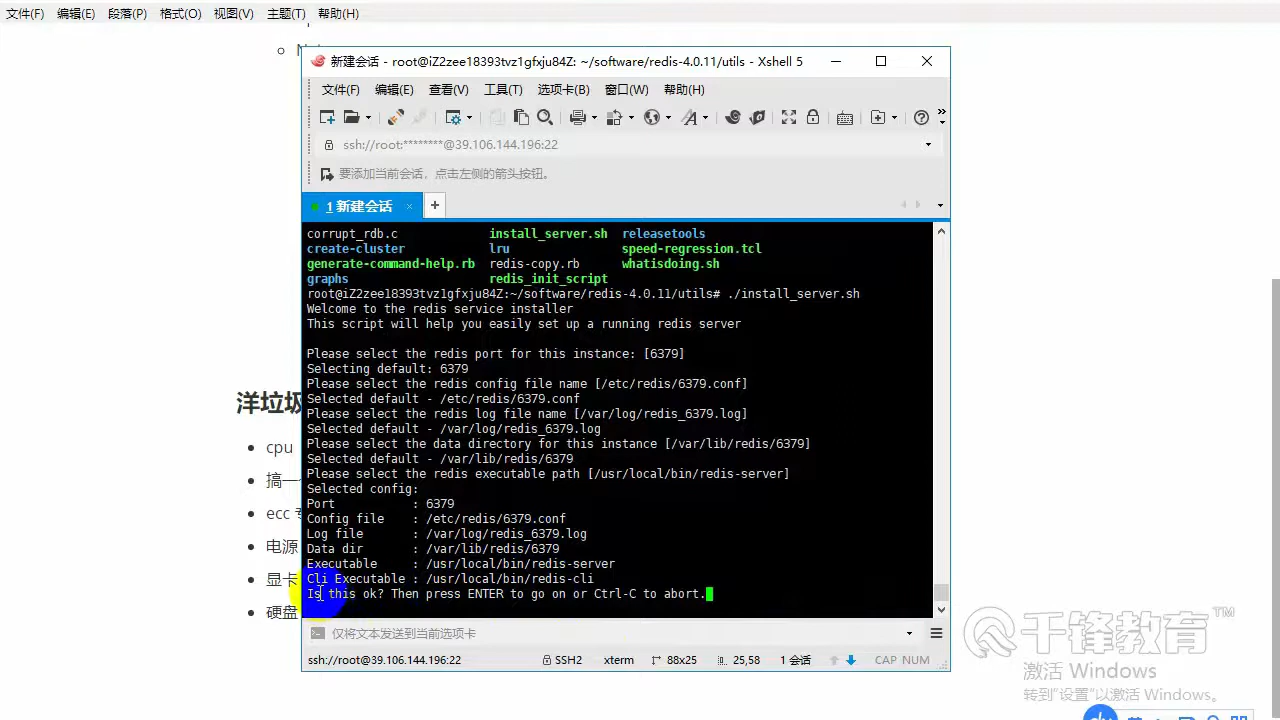 文件(F) 编辑(E) 段落(P) 格式(O) 视图(V) 主题(T) 帮助(H)
新建会话 - root@iZ2zee18393tvz1gfxju84Z: ~/software/redis-4.0.11/utils - Xshell 5
文件(F) 编辑(E) 查看(V) 工具(T) 选项卡(B) 窗口(W) 帮助(H)
ssh://root:********@39.106.144.196:22
要添加当前会话，点击左侧的箭头按钮。
1 新建会话
corrupt_rdb.c install_server.sh releasetools
create-cluster lru speed-regression.tcl
generate-command-help.rb redis-copy.rb whatisdoing.sh
graphs redis_init_script
root@iZ2zee18393tvz1gfxju84Z:~/software/redis-4.0.11/utils# ./install_server.sh
Welcome to the redis service installer
This script will help you easily set up a running redis server
Please select the redis port for this instance: [6379]
Selecting default: 6379
Please select the redis config file name [/etc/redis/6379.conf]
Selected default - /etc/redis/6379.conf
Please select the redis log file name [/var/log/redis_6379.log]
Selected default - /var/log/redis_6379.log
Please select the data directory for this instance [/var/lib/redis/6379]
Selected default - /var/lib/redis/6379
Please select the redis executable path [/usr/local/bin/redis-server]
Selected config:
Port : 6379
Config file : /etc/redis/6379.conf
Log file : /var/log/redis_6379.log
Data dir : /var/lib/redis/6379
Executable : /usr/local/bin/redis-server
Cli Executable : /usr/local/bin/redis-cli
Is this ok? Then press ENTER to go on or Ctrl-C to abort.
仅将文本发送到当前选项卡
ssh://root@39.106.144.196:22 SSH2 xterm 88x25 25,58 1 会话 CAP NUM
洋垃圾
cpu
搞一
ecc
电源
显卡
硬盘
千锋教育TM
激活 Windows
转到"设置"以激活 Windows。